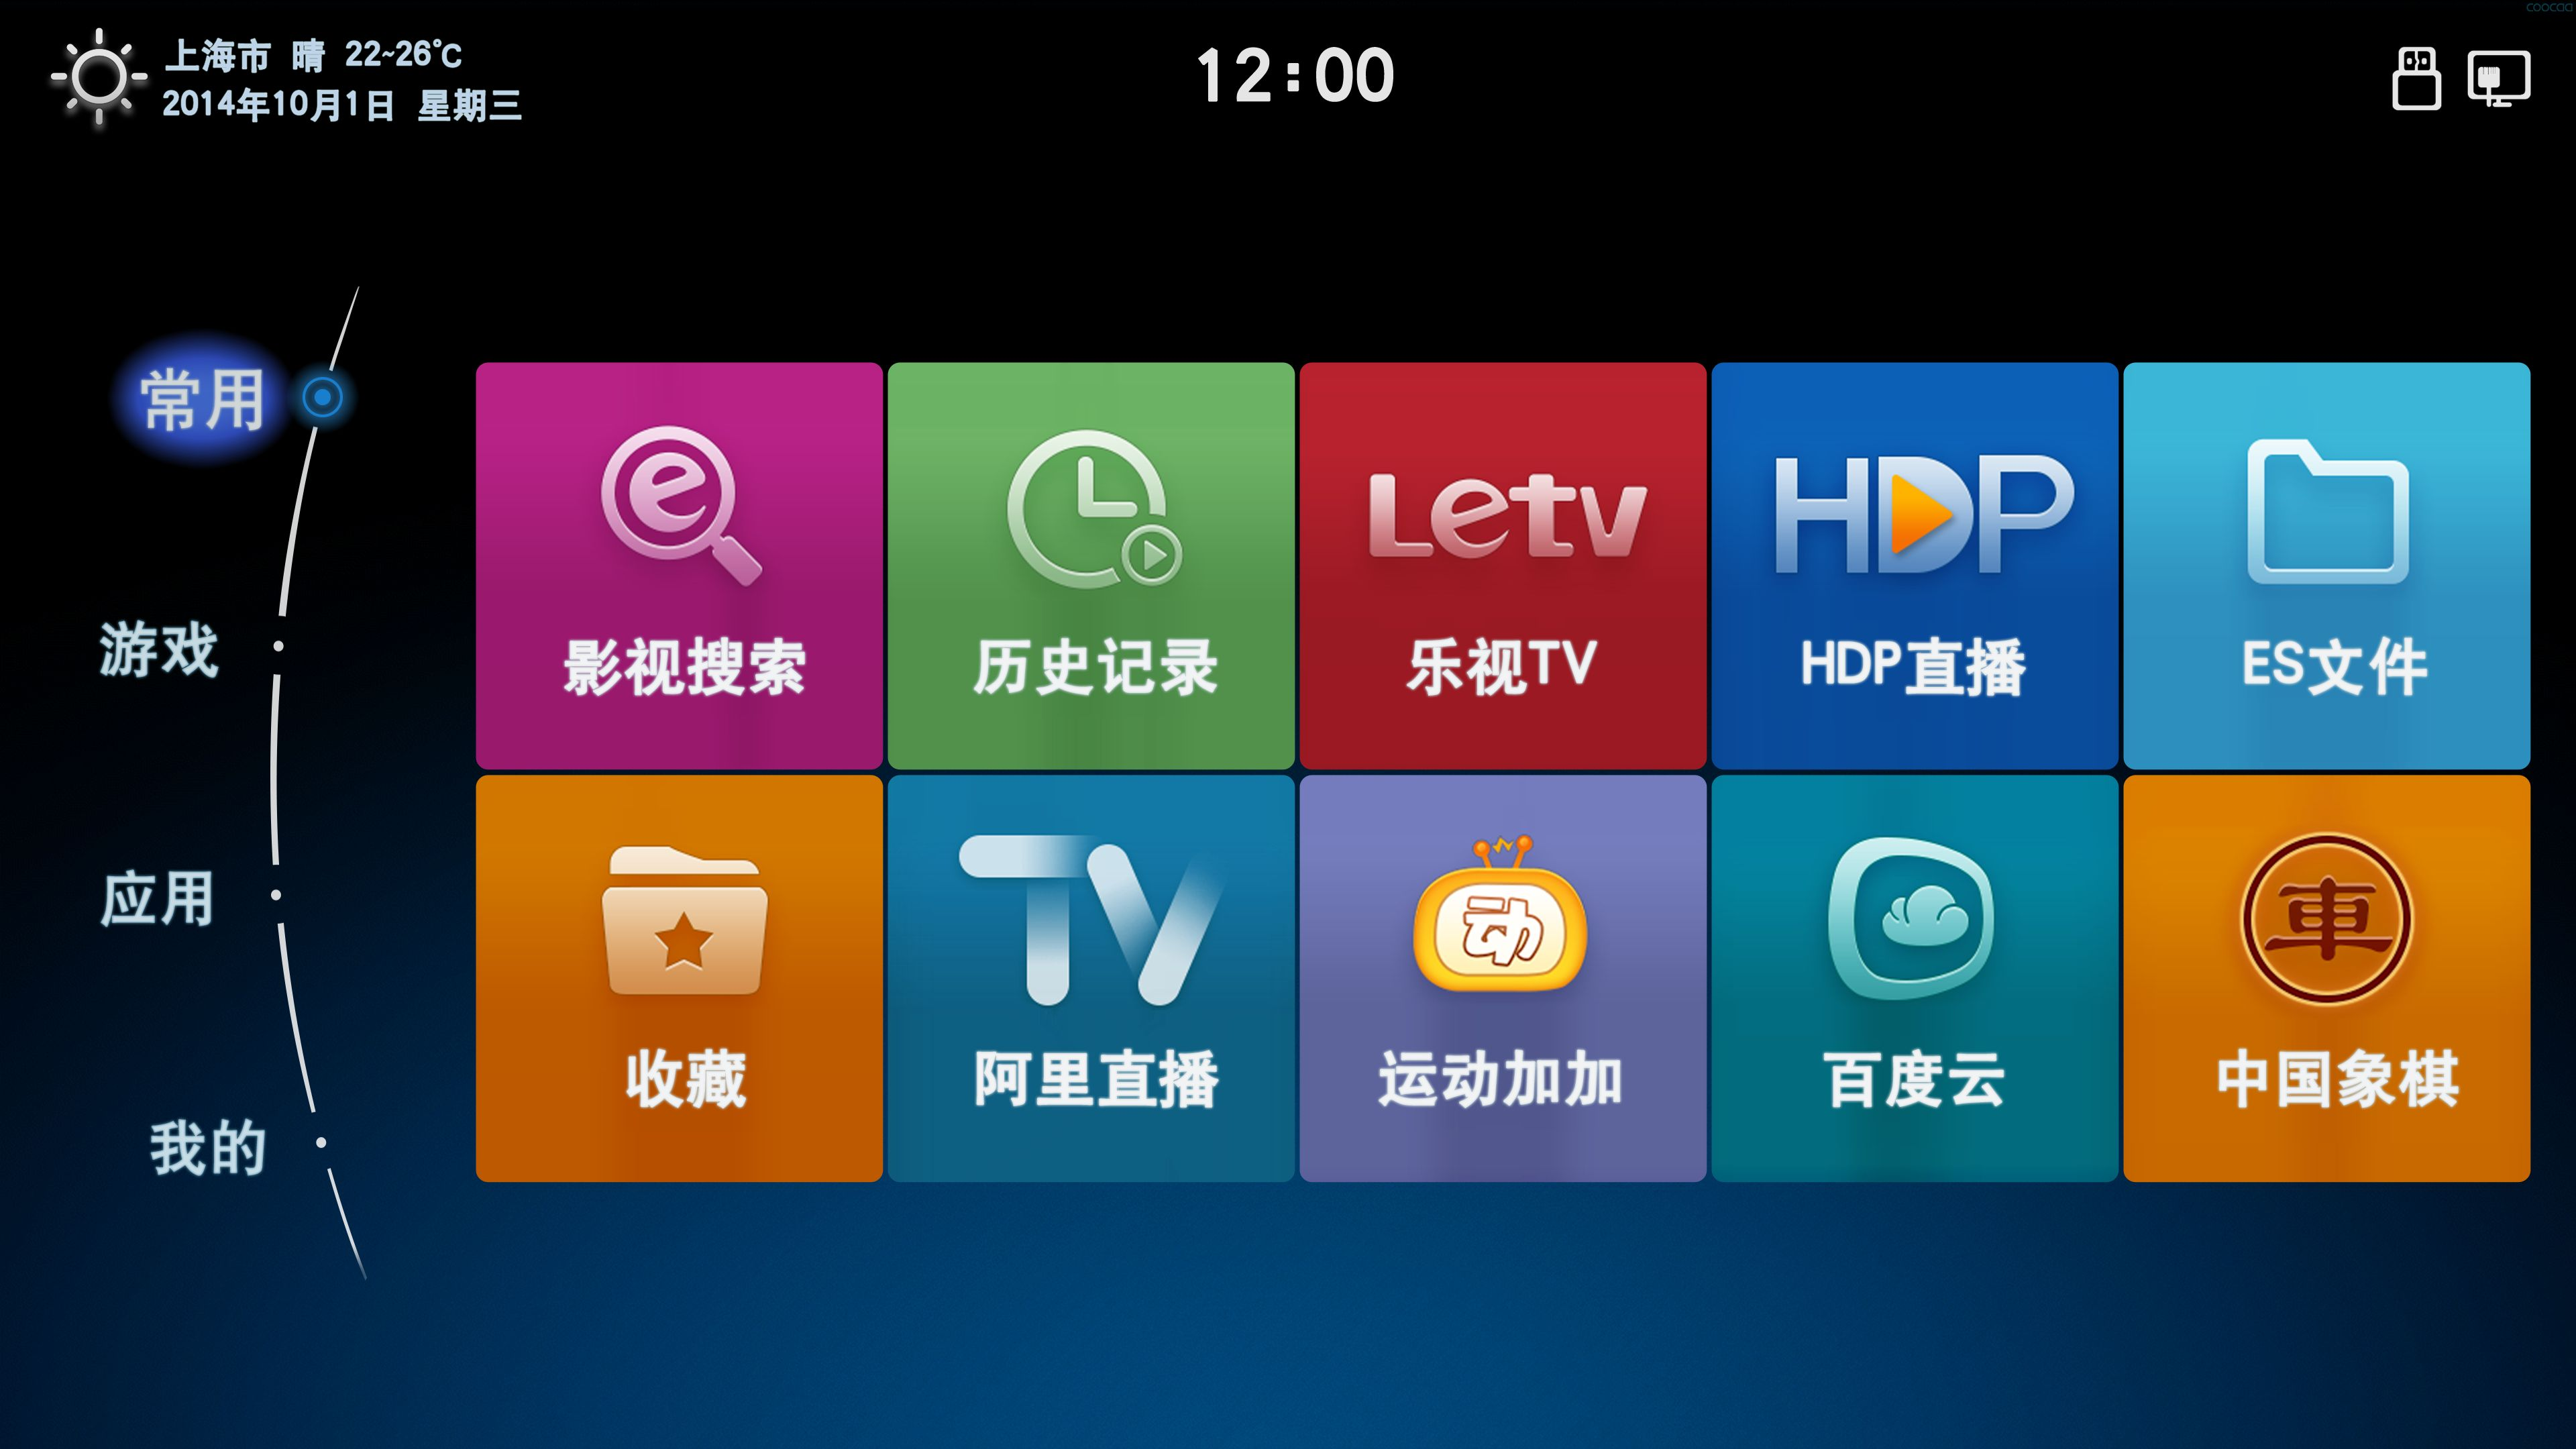 coocaa
上海市 晴 22~26℃
2014年10月1日 星期三
12:00
常用
游戏
应用
我的
e
影视搜索
历史记录
Letv
乐视TV
HDP
HDP直播
ES文件
收藏
TV
阿里直播
动
运动加加
百度云
車
中国象棋